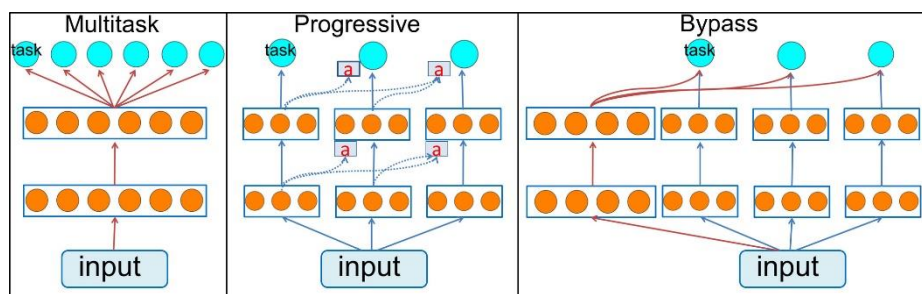 Multitask
task
input
Progressive
task
a
a
a
a
input
Bypass
task
input